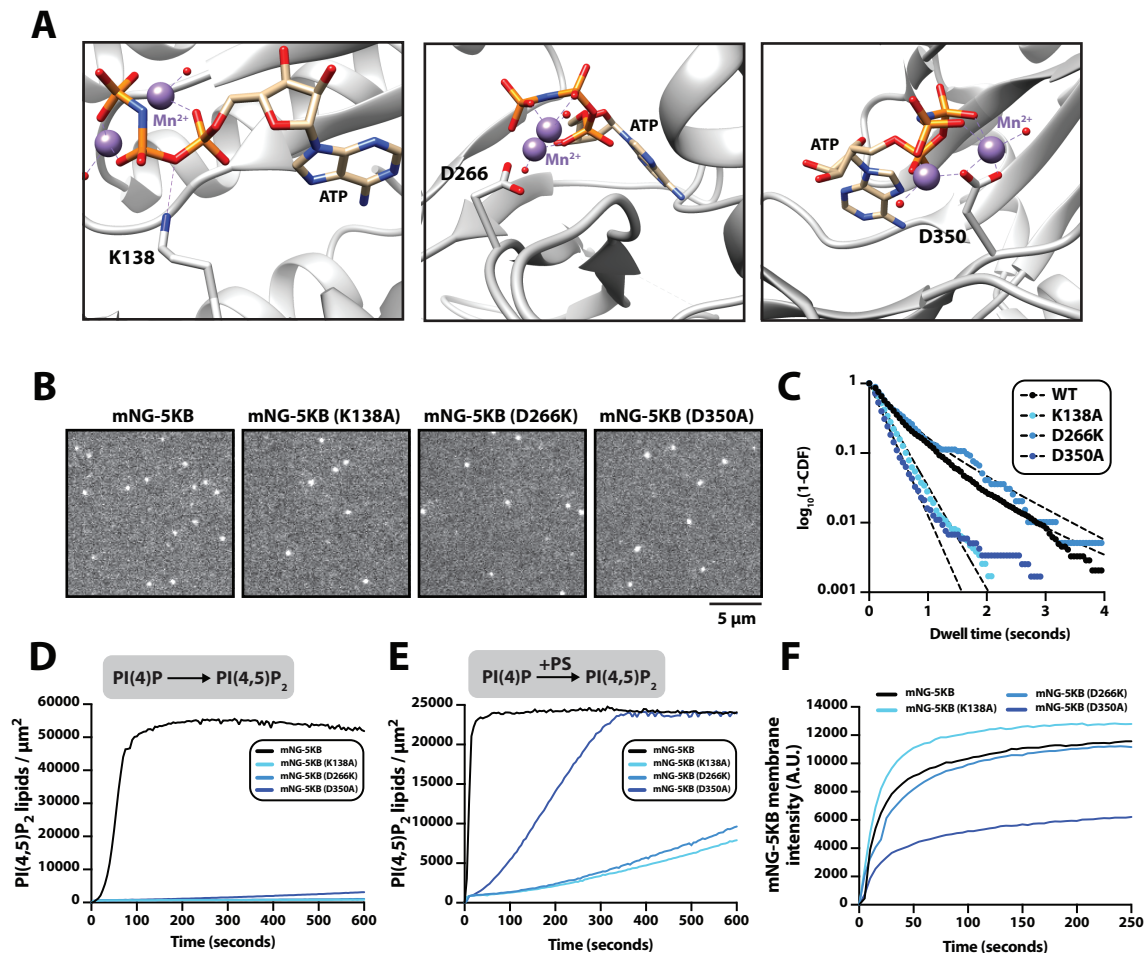 A
Mn²⁺
ATP
K138
ATP
Mn²⁺
D266
ATP
Mn²⁺
D350
B
mNG-5KB
mNG-5KB (K138A)
mNG-5KB (D266K)
mNG-5KB (D350A)
5 μm
C
log₁₀(1-CDF)
1
0.1
0.01
0.001
0
1
2
3
4
Dwell time (seconds)
WT
K138A
D266K
D350A
D
PI(4)P → PI(4,5)P₂
PI(4,5)P₂ lipids / μm²
60000
50000
40000
30000
20000
10000
0
0
100
200
300
400
500
600
Time (seconds)
mNG-5KB
mNG-5KB (K138A)
mNG-5KB (D266K)
mNG-5KB (D350A)
E
+PS
PI(4)P → PI(4,5)P₂
PI(4,5)P₂ lipids / μm²
25000
20000
15000
10000
5000
0
0
100
200
300
400
500
600
Time (seconds)
mNG-5KB
mNG-5KB (K138A)
mNG-5KB (D266K)
mNG-5KB (D350A)
F
mNG-5KB
mNG-5KB (D266K)
mNG-5KB (K138A)
mNG-5KB (D350A)
mNG-5KB membrane
intensity (A.U.)
14000
12000
10000
8000
6000
4000
2000
0
0
50
100
150
200
250
Time (seconds)